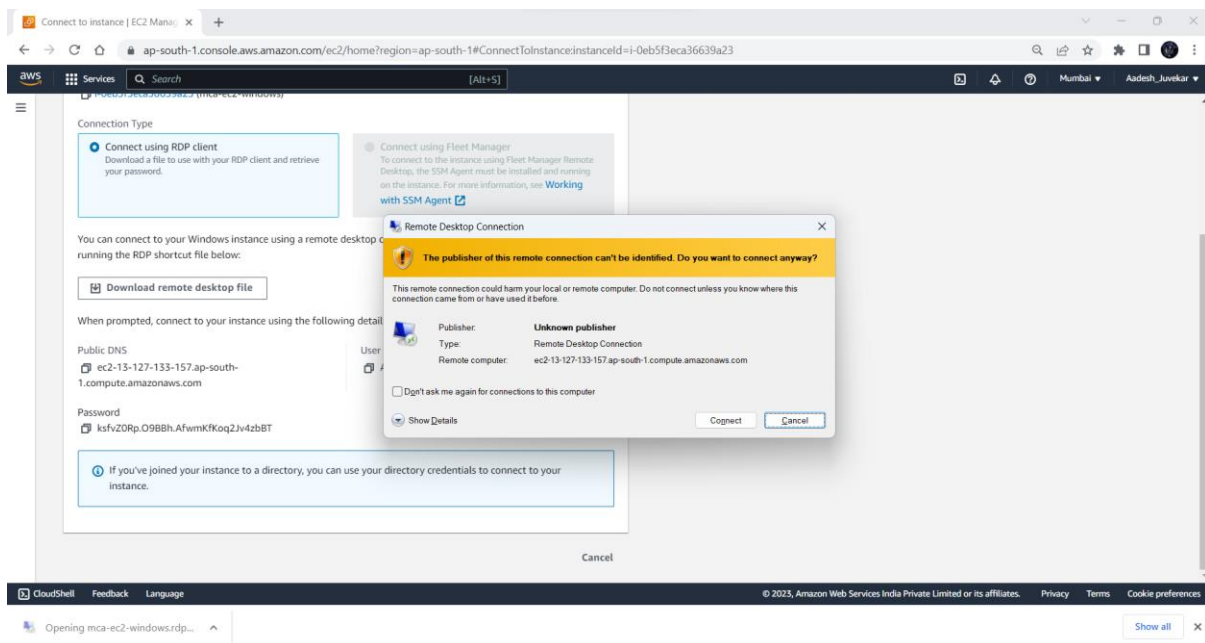 Connect to instance | EC2 Manag
ap-south-1.console.aws.amazon.com/ec2/home?region=ap-south-1#ConnectToInstance:instanceId=i-0eb5f3eca36639a23
aws
Services
Search
[Alt+S]
Mumbai
Aadesh_Juvekar
i-0eb5f3eca36639a23 (mca-ec2-windows)
Connection Type
Connect using RDP client
Download a file to use with your RDP client and retrieve
your password.
Connect using Fleet Manager
To connect to the instance using Fleet Manager Remote
Desktop, the SSM Agent must be installed and running
on the instance. For more information, see Working
with SSM Agent
You can connect to your Windows instance using a remote desktop
running the RDP shortcut file below:
Download remote desktop file
When prompted, connect to your instance using the following detail
Public DNS
ec2-13-127-133-157.ap-south-
1.compute.amazonaws.com
User
Password
ksfvZ0Rp.O9BBh.AfwmKfKoq2Jv4zbBT
If you've joined your instance to a directory, you can use your directory credentials to connect to your
instance.
Cancel
Remote Desktop Connection
The publisher of this remote connection can't be identified. Do you want to connect anyway?
This remote connection could harm your local or remote computer. Do not connect unless you know where this
connection came from or have used it before.
Publisher: Unknown publisher
Type: Remote Desktop Connection
Remote computer: ec2-13-127-133-157.ap-south-1.compute.amazonaws.com
Don't ask me again for connections to this computer
Show Details
Connect
Cancel
CloudShell
Feedback
Language
© 2023, Amazon Web Services India Private Limited or its affiliates.
Privacy
Terms
Cookie preferences
Opening mca-ec2-windows.rdp...
Show all